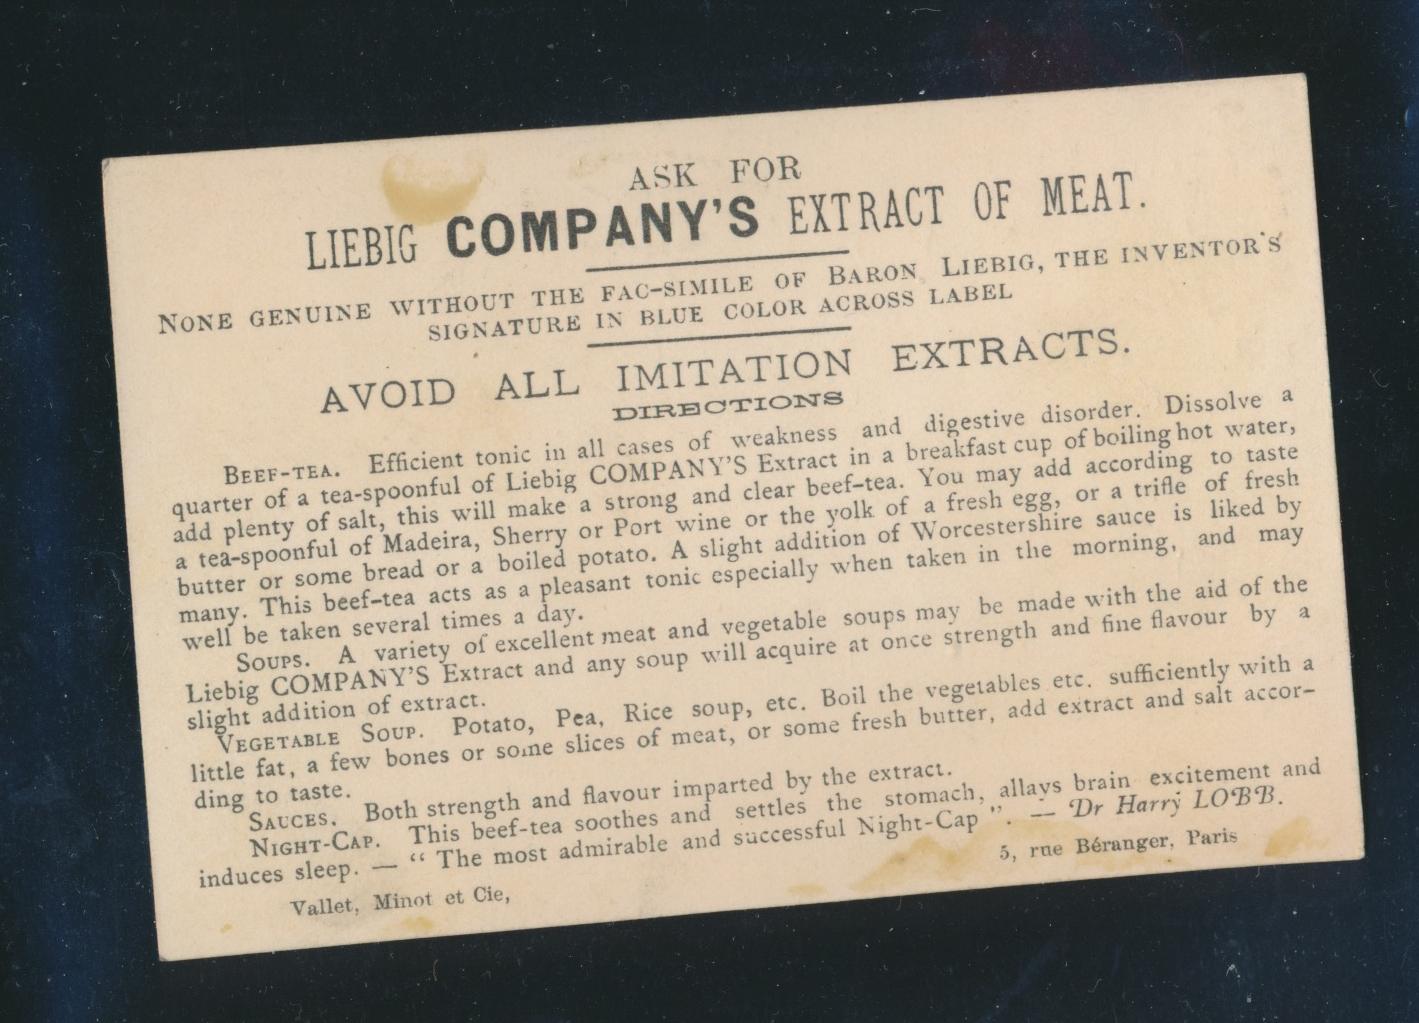 ASK FOR
LIEBIG COMPANY'S EXTRACT OF MEAT.
NONE GENUINE WITHOUT THE FAC-SIMILE OF BARON LIEBIG, THE INVENTOR'S
SIGNATURE IN BLUE COLOR ACROSS LABEL
AVOID ALL IMITATION EXTRACTS.
DIRECTIONS
BEEF-TEA. Efficient tonic in all cases of weakness and digestive disorder. Dissolve a
quarter of a tea-spoonful of Liebig COMPANY'S Extract in a breakfast cup of boiling hot water,
add plenty of salt, this will make a strong and clear beef-tea. You may add according to taste
a tea-spoonful of Madeira, Sherry or Port wine or the yolk of a fresh egg, or a trifle of fresh
butter or some bread or a boiled potato. A slight addition of Worcestershire sauce is liked by
many. This beef-tea acts as a pleasant tonic especially when taken in the morning, and may
well be taken several times a day.
SOUPS. A variety of excellent meat and vegetable soups may be made with the aid of the
Liebig COMPANY'S Extract and any soup will acquire at once strength and fine flavour by a
slight addition of extract.
VEGETABLE SOUP. Potato, Pea, Rice soup, etc. Boil the vegetables etc. sufficiently with a
little fat, a few bones or some slices of meat, or some fresh butter, add extract and salt accor-
ding to taste.
SAUCES. Both strength and flavour imparted by the extract.
NIGHT-CAP. This beef-tea soothes and settles the stomach, allays brain excitement and
induces sleep. — “ The most admirable and successful Night-Cap ”. — Dr Harry LOBB.
Vallet, Minot et Cie, 5, rue Béranger, Paris